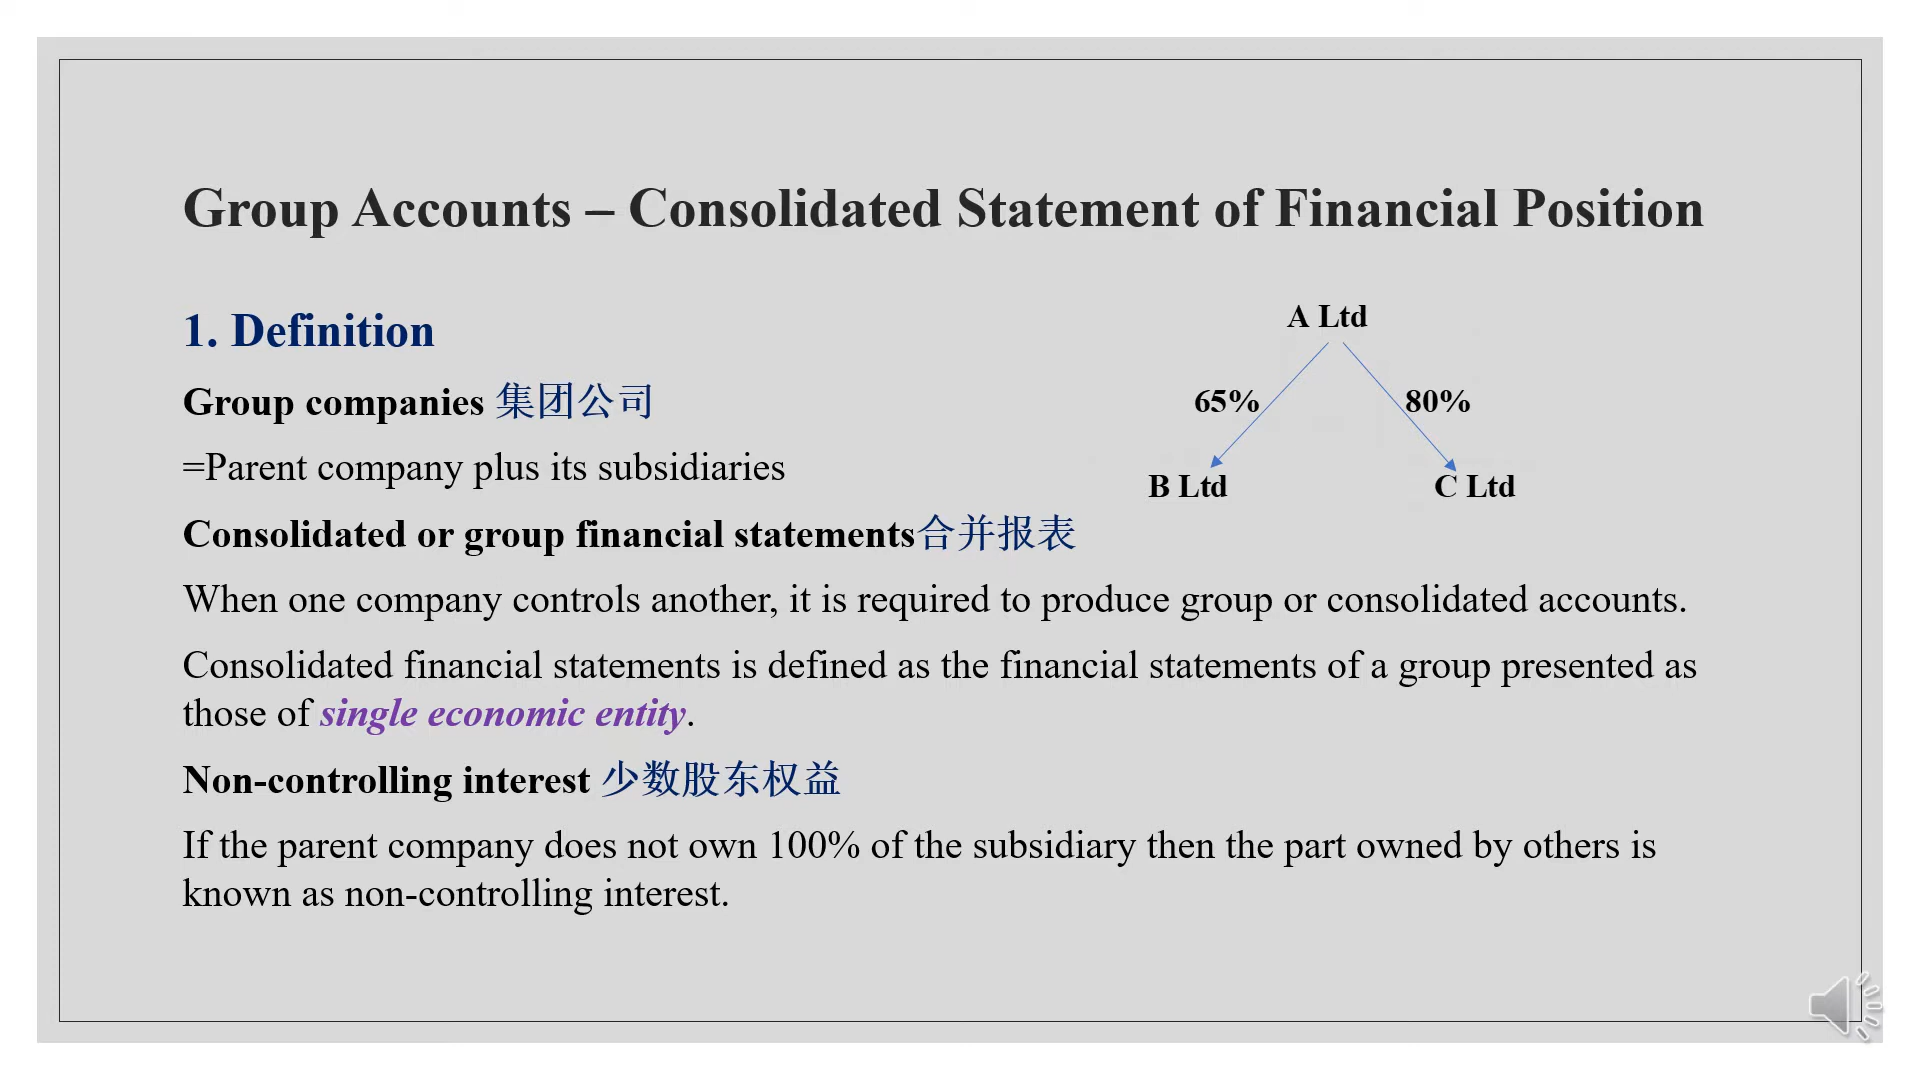 Group Accounts – Consolidated Statement of Financial Position
1. Definition
Group companies 集团公司
=Parent company plus its subsidiaries
A Ltd
65%
80%
B Ltd
C Ltd
Consolidated or group financial statements合并报表
When one company controls another, it is required to produce group or consolidated accounts.
Consolidated financial statements is defined as the financial statements of a group presented as
those of single economic entity.
Non-controlling interest 少数股东权益
If the parent company does not own 100% of the subsidiary then the part owned by others is
known as non-controlling interest.